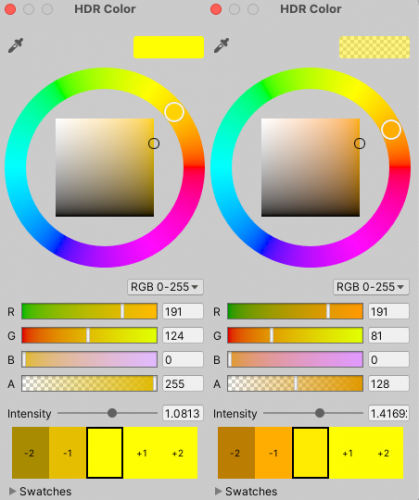 HDR Color
RGB 0-255
R 191
G 124
B 0
A 255
Intensity 1.0813
-2 -1 +1 +2
Swatches
HDR Color
RGB 0-255
R 191
G 81
B 0
A 128
Intensity 1.4169
-2 -1 +1 +2
Swatches